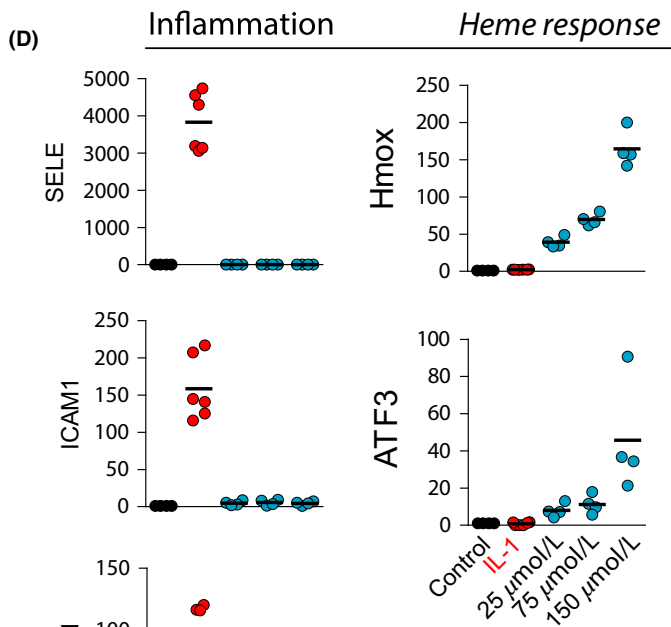 (D)
Inflammation
Heme response
SELE
5000
4000
3000
2000
1000
0
Hmox
250
200
150
100
50
0
ICAM1
250
200
150
100
50
0
ATF3
100
80
60
40
20
0
Control
IL-1
25 µmol/L
75 µmol/L
150 µmol/L
150
100